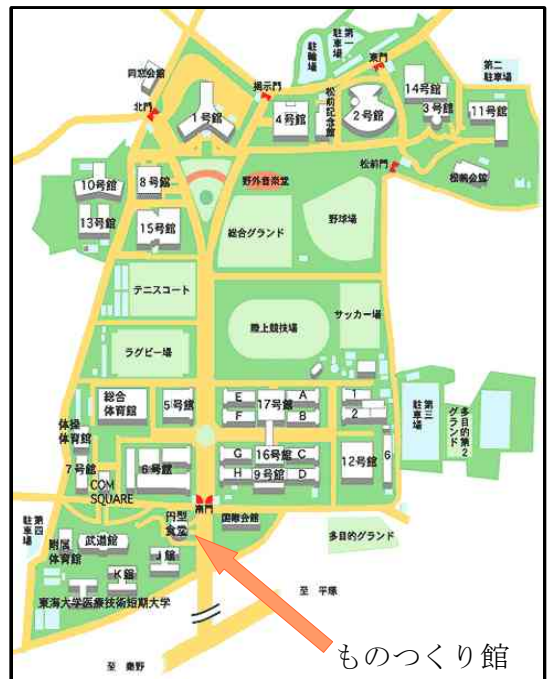 同窓会館
北門
1号館
掲示門
4号館
松前記念館
駐輪場
第一駐車場
東門
2号館
14号館
3号館
第二駐車場
11号館
松前門
松前会館
10号館
13号館
8号館
15号館
野外音楽堂
総合グランド
野球場
テニスコート
陸上競技場
サッカー場
ラグビー場
総合体育館
5号館
E
F
17号館
A
B
1
2
体操体育館
7号館
COM SQUARE
6号館
G
H
16号館
9号館
C
D
12号館
6
第三駐車場
多目的第2グランド
南門
第四駐車場
附属体育館
武道館
円型食堂
国際会館
J館
K館
多目的グランド
東海大学医療技術短期大学
至 平塚
至 秦野
ものつくり館